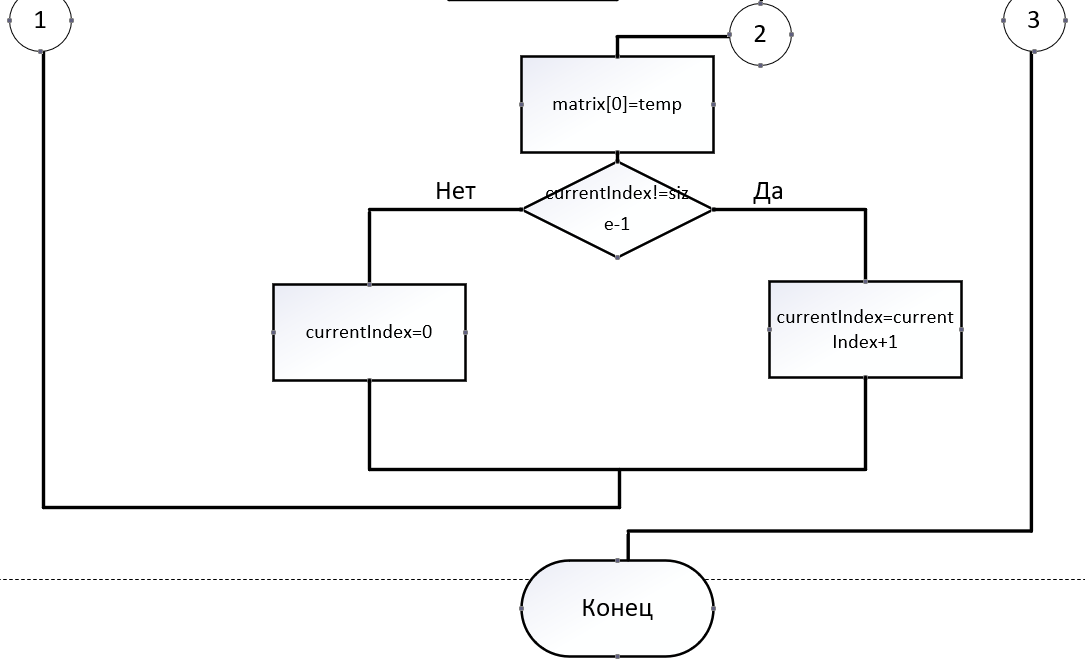 1
2
3
matrix[0]=temp
Нет
currentIndex!=siz
e-1
Да
currentIndex=0
currentIndex=current
Index+1
Конец